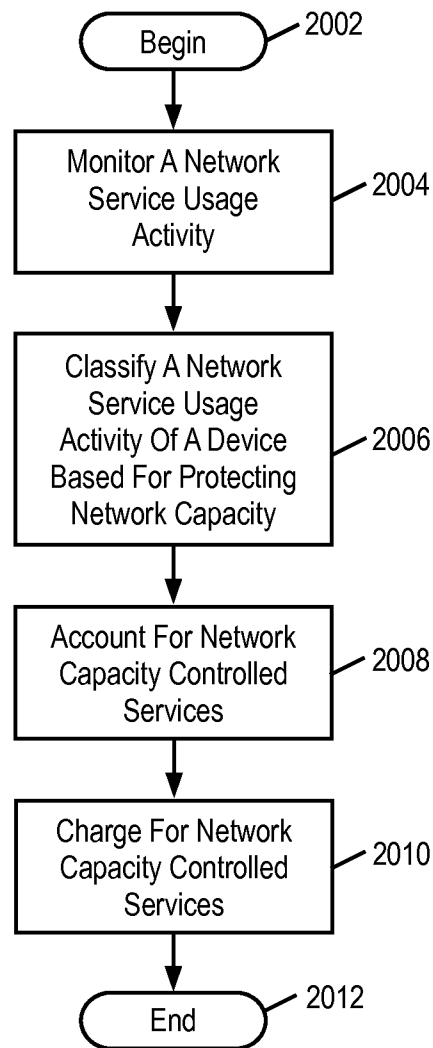 Begin
2002
Monitor A Network
Service Usage
Activity
2004
Classify A Network
Service Usage
Activity Of A Device
Based For Protecting
Network Capacity
2006
Account For Network
Capacity Controlled
Services
2008
Charge For Network
Capacity Controlled
Services
2010
End
2012